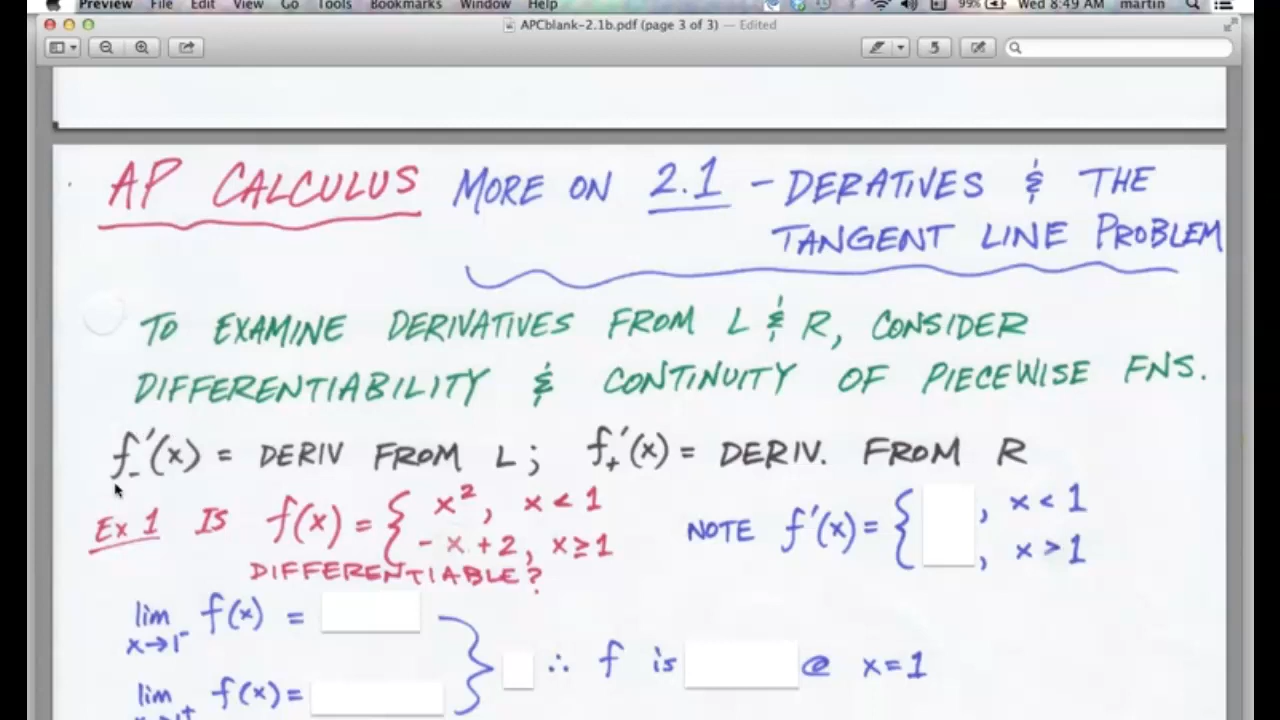 Preview File Edit View Go Tools Bookmarks Window Help 99% Wed 8:49 AM martin
APCblank-2.1b.pdf (page 3 of 3) — Edited
AP CALCULUS MORE ON 2.1 - DERATIVES & THE
TANGENT LINE PROBLEM
TO EXAMINE DERIVATIVES FROM L & R, CONSIDER
DIFFERENTIABILITY & CONTINUITY OF PIECEWISE FNS.
f₋'(x) = DERIV FROM L; f₊'(x) = DERIV. FROM R
Ex 1 IS f(x) = { x², x < 1 NOTE f'(x) = { , x < 1
-x + 2, x ≥ 1 , x > 1
DIFFERENTIABLE?
lim f(x) =
x→1⁻
} ∴ f is @ x = 1
lim f(x) =
x→1⁺